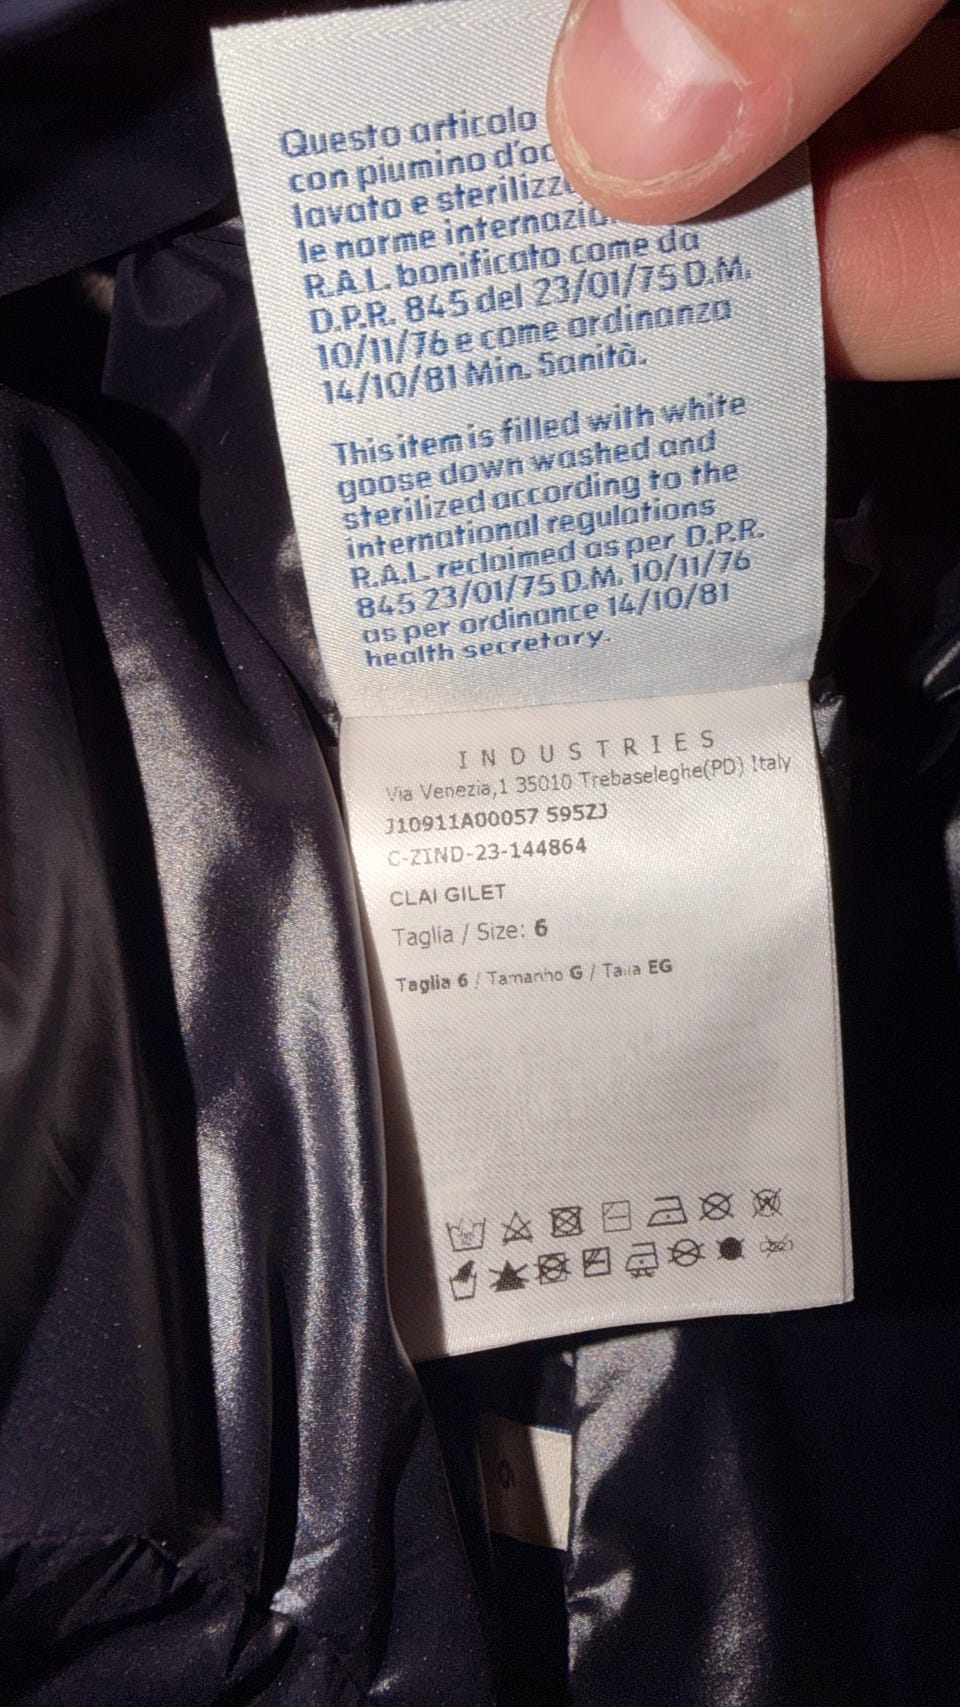 Questo articolo
con piumino d'oc
lavato e sterilizz
le norme internazio
R.A.L. bonificato come da
D.P.R. 845 del 23/01/75 D.M.
10/11/76 e come ordinanza
14/10/81 Min. Sanità.
This item is filled with white
goose down washed and
sterilized according to the
international regulations
R.A.L. reclaimed as per D.P.R.
845 23/01/75 D.M. 10/11/76
as per ordinance 14/10/81
health secretary.
INDUSTRIES
Via Venezia,1 35010 Trebaseleghe(PD) Italy
J10911A00057 595ZJ
C-ZIND-23-144864
CLAI GILET
Taglia / Size: 6
Taglia 6 / Tamanho G / Talla EG
6